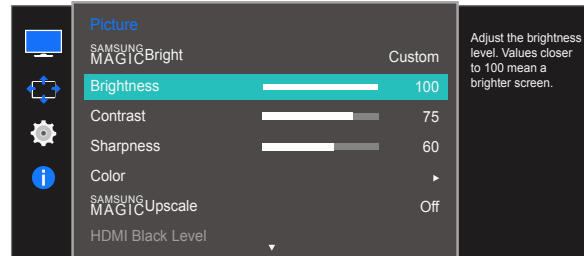 Picture
SAMSUNG
MAGICBright Custom
Brightness 100
Contrast 75
Sharpness 60
Color
SAMSUNG
MAGICUpscale Off
HDMI Black Level
Adjust the brightness
level. Values closer
to 100 mean a
brighter screen.